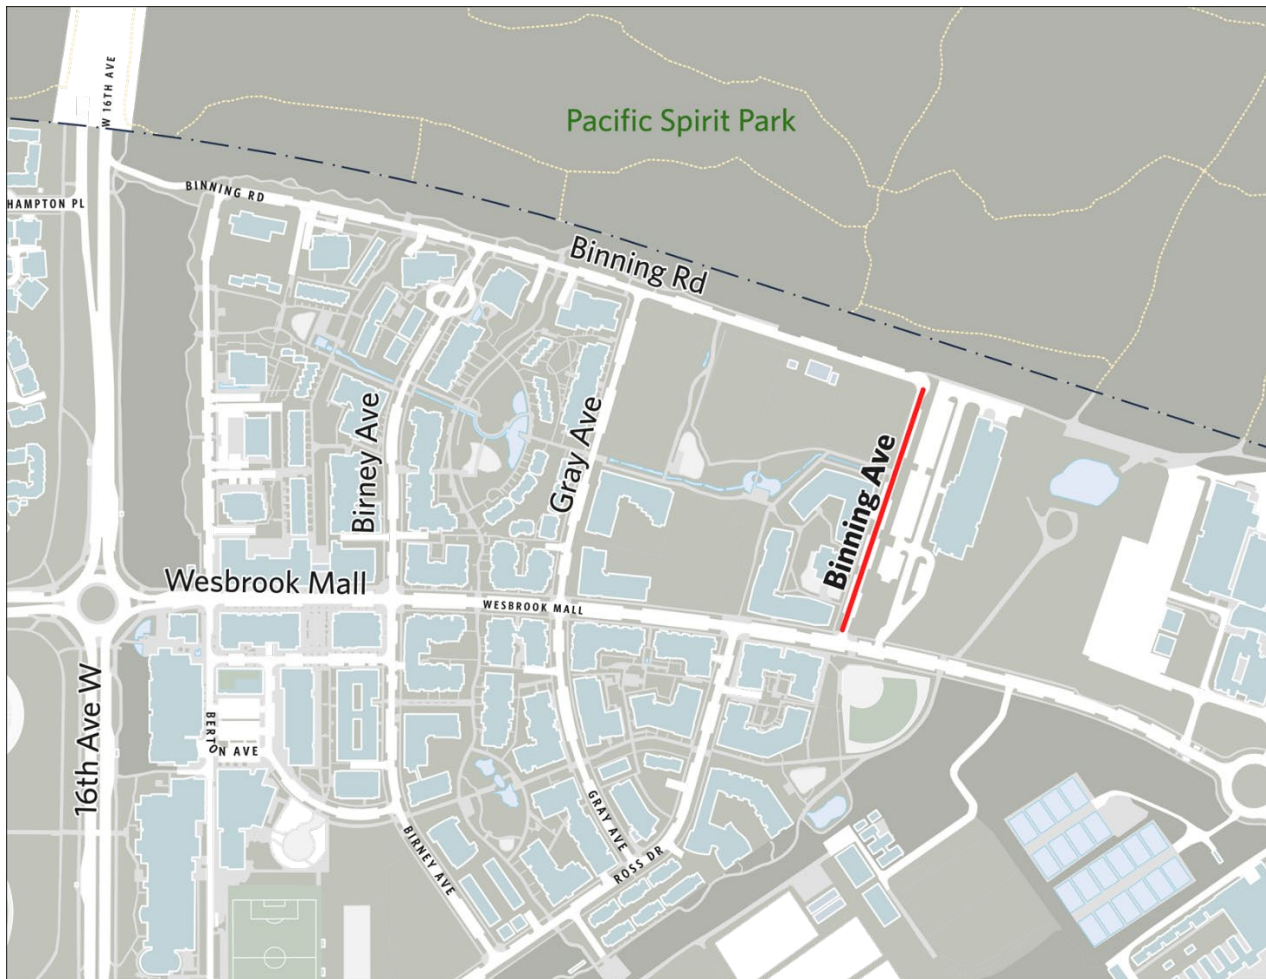 W 16TH AVE
Pacific Spirit Park
BINNING RD
HAMPTON PL
Binning Rd
Birney Ave
Gray Ave
Binning Ave
Wesbrook Mall
WESBROOK MALL
16th Ave W
BERTON AVE
BIRNEY AVE
GRAY AVE
ROSS DR